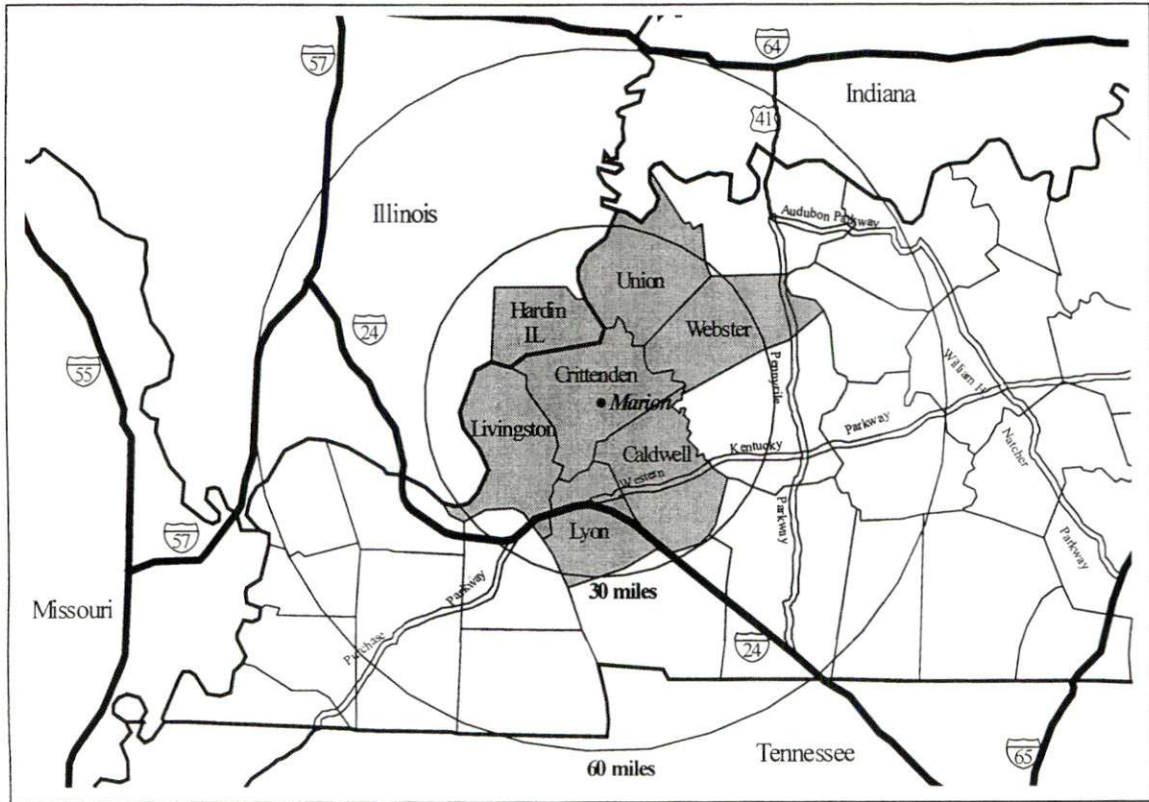 57
64
Indiana
41
Illinois
Audubon Parkway
Union
Hardin
IL
Webster
24
Pennyrile
55
Crittenden
William H.
Marion
Livingston
Parkway
Natcher
Caldwell
Kentucky
Western
Lyon
Parkway
57
Parkway
Parkway
30 miles
Missouri
Purchase
24
Tennessee
65
60 miles